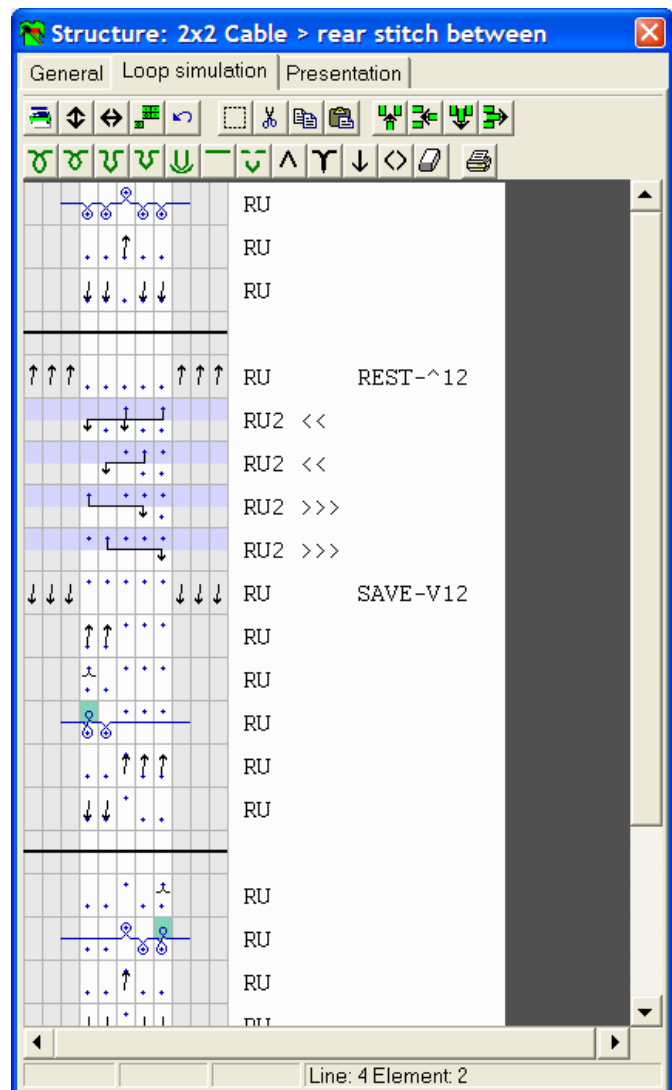 Structure: 2x2 Cable > rear stitch between
General Loop simulation Presentation
RU
RU
RU
RU REST-^12
RU2 <<
RU2 <<
RU2 >>>
RU2 >>>
RU SAVE-V12
RU
RU
RU
RU
RU
RU
RU
RU
RU
Line: 4 Element: 2